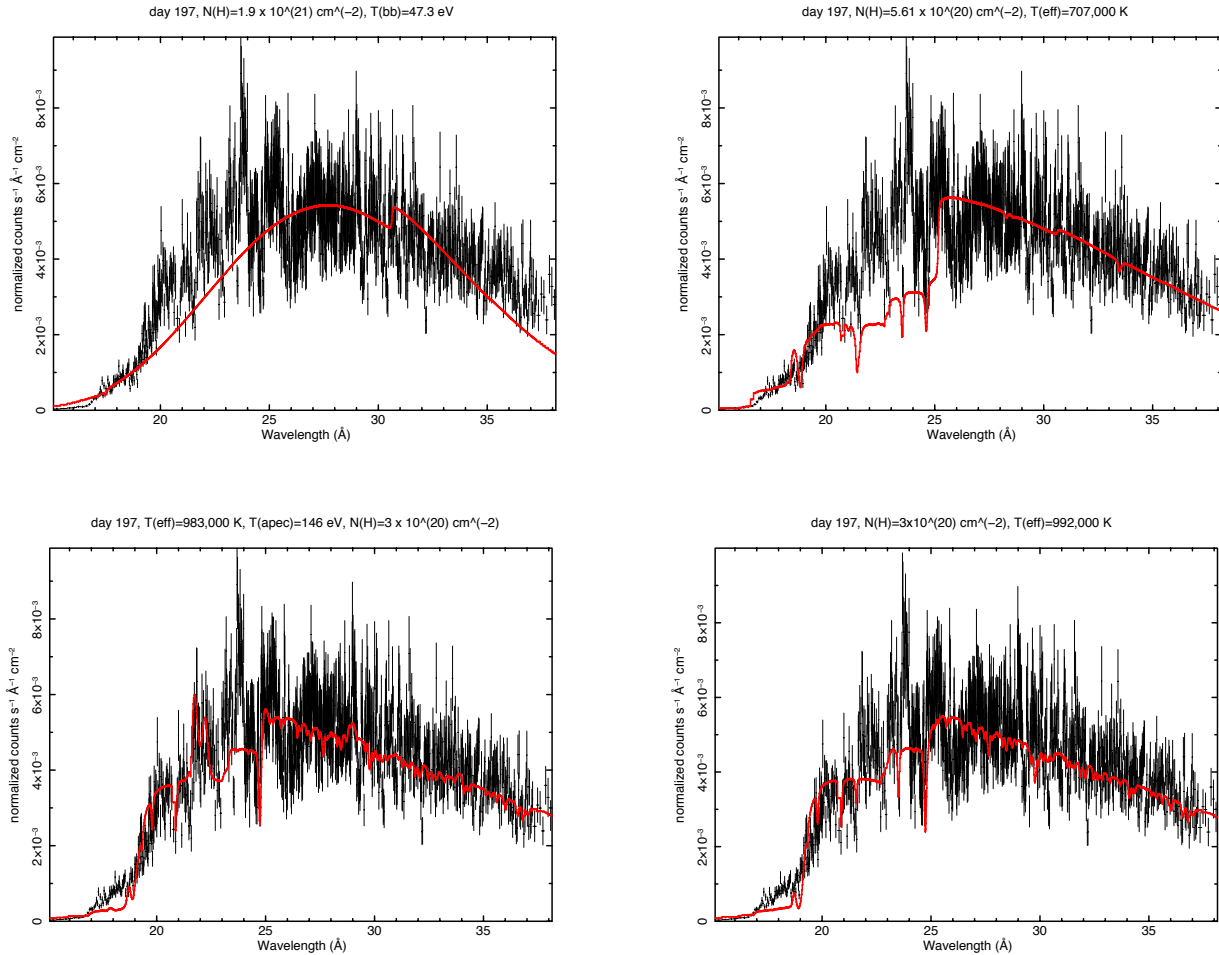 day 197, N(H)=1.9 x 10^(21) cm^(−2), T(bb)=47.3 eV
normalized counts s⁻¹ Å⁻¹ cm⁻²
8×10⁻³
6×10⁻³
4×10⁻³
2×10⁻³
0
20 25 30 35
Wavelength (Å)
day 197, N(H)=5.61 x 10^(20) cm^(−2), T(eff)=707,000 K
normalized counts s⁻¹ Å⁻¹ cm⁻²
8×10⁻³
6×10⁻³
4×10⁻³
2×10⁻³
0
20 25 30 35
Wavelength (Å)
day 197, T(eff)=983,000 K, T(apec)=146 eV, N(H)=3 x 10^(20) cm^(−2)
normalized counts s⁻¹ Å⁻¹ cm⁻²
8×10⁻³
6×10⁻³
4×10⁻³
2×10⁻³
0
20 25 30 35
Wavelength (Å)
day 197, N(H)=3x10^(20) cm^(−2), T(eff)=992,000 K
normalized counts s⁻¹ Å⁻¹ cm⁻²
8×10⁻³
6×10⁻³
4×10⁻³
2×10⁻³
0
20 25 30 35
Wavelength (Å)